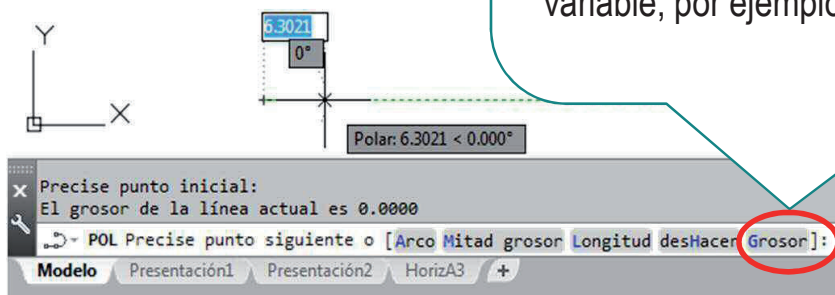 variable, por ejemplo
Y
6.3021
0°
X
Polar: 6.3021 < 0.000°
Precise punto inicial:
El grosor de la línea actual es 0.0000
POL Precise punto siguiente o [Arco Mitad grosor Longitud desHacer Grosor]:
Modelo Presentación1 Presentación2 HorizA3 +